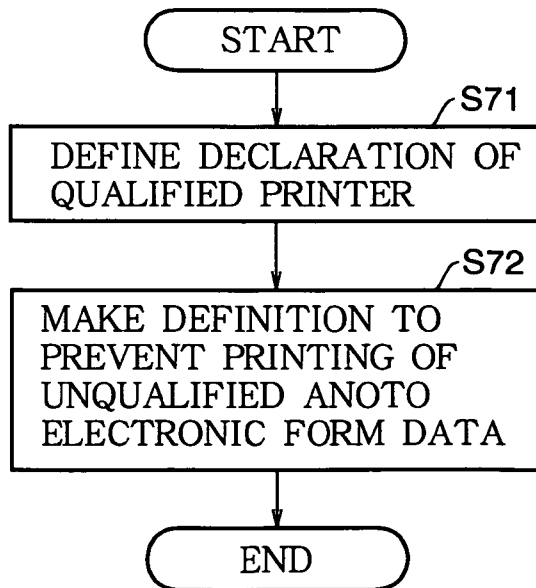 START
S71
DEFINE DECLARATION OF
QUALIFIED PRINTER
S72
MAKE DEFINITION TO
PREVENT PRINTING OF
UNQUALIFIED ANOTO
ELECTRONIC FORM DATA
END